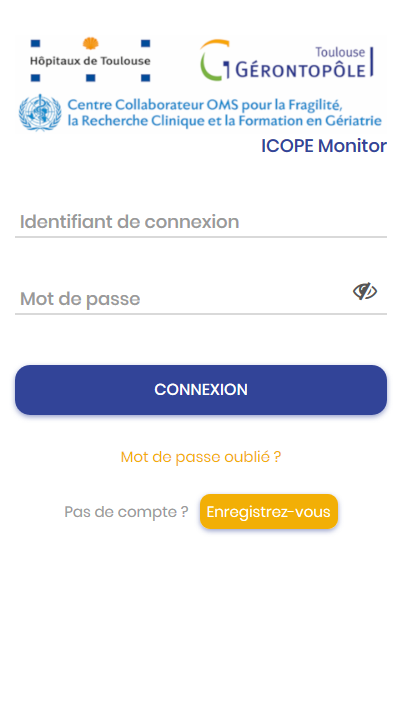 Hôpitaux de Toulouse
Toulouse
GÉRONTOPÔLE
Centre Collaborateur OMS pour la Fragilité,
la Recherche Clinique et la Formation en Gériatrie
ICOPE Monitor
Identifiant de connexion
Mot de passe
CONNEXION
Mot de passe oublié ?
Pas de compte ? Enregistrez-vous